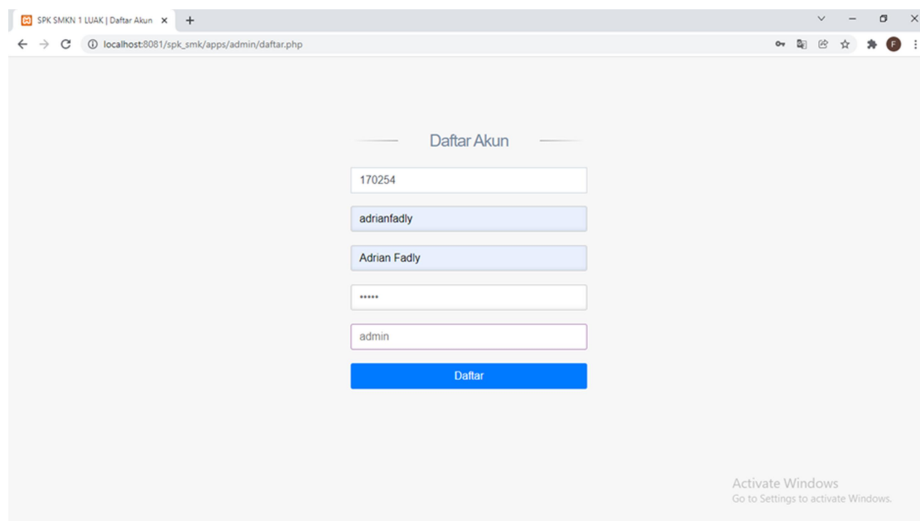 SPK SMKN 1 LUAK | Daftar Akun
localhost:8081/spk_smk/apps/admin/daftar.php
F
Daftar Akun
170254
adrianfadly
Adrian Fadly
•••••
admin
Daftar
Activate Windows
Go to Settings to activate Windows.